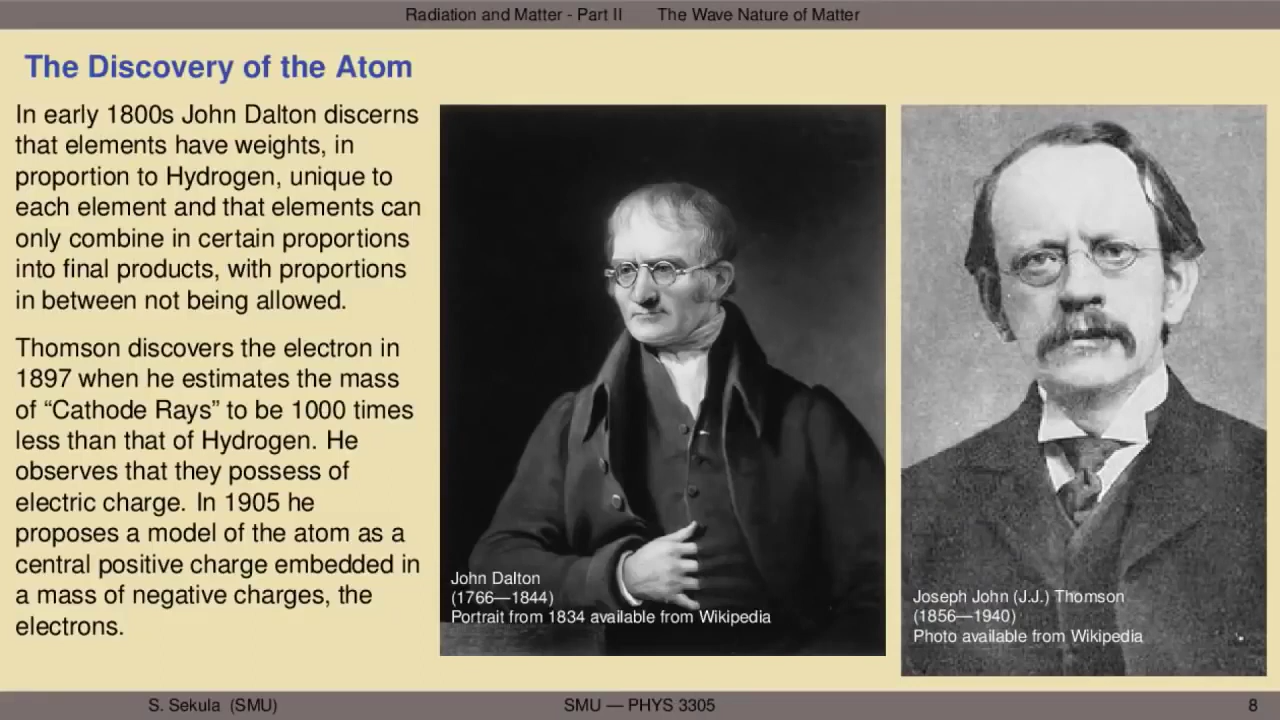 Radiation and Matter - Part II The Wave Nature of Matter
The Discovery of the Atom
In early 1800s John Dalton discerns
that elements have weights, in
proportion to Hydrogen, unique to
each element and that elements can
only combine in certain proportions
into final products, with proportions
in between not being allowed.
Thomson discovers the electron in
1897 when he estimates the mass
of “Cathode Rays” to be 1000 times
less than that of Hydrogen. He
observes that they possess of
electric charge. In 1905 he
proposes a model of the atom as a
central positive charge embedded in
a mass of negative charges, the
electrons.
John Dalton
(1766—1844)
Portrait from 1834 available from Wikipedia
Joseph John (J.J.) Thomson
(1856—1940)
Photo available from Wikipedia
S. Sekula (SMU) SMU — PHYS 3305 8